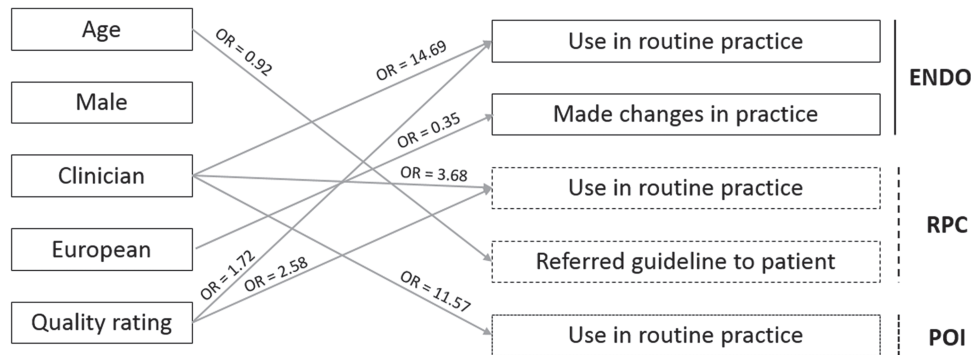 Age
Male
Clinician
European
Quality rating
OR = 0.92
OR = 14.69
OR = 0.35
OR = 3.68
OR = 1.72
OR = 2.58
OR = 11.57
Use in routine practice
Made changes in practice
ENDO
Use in routine practice
Referred guideline to patient
RPC
Use in routine practice
POI